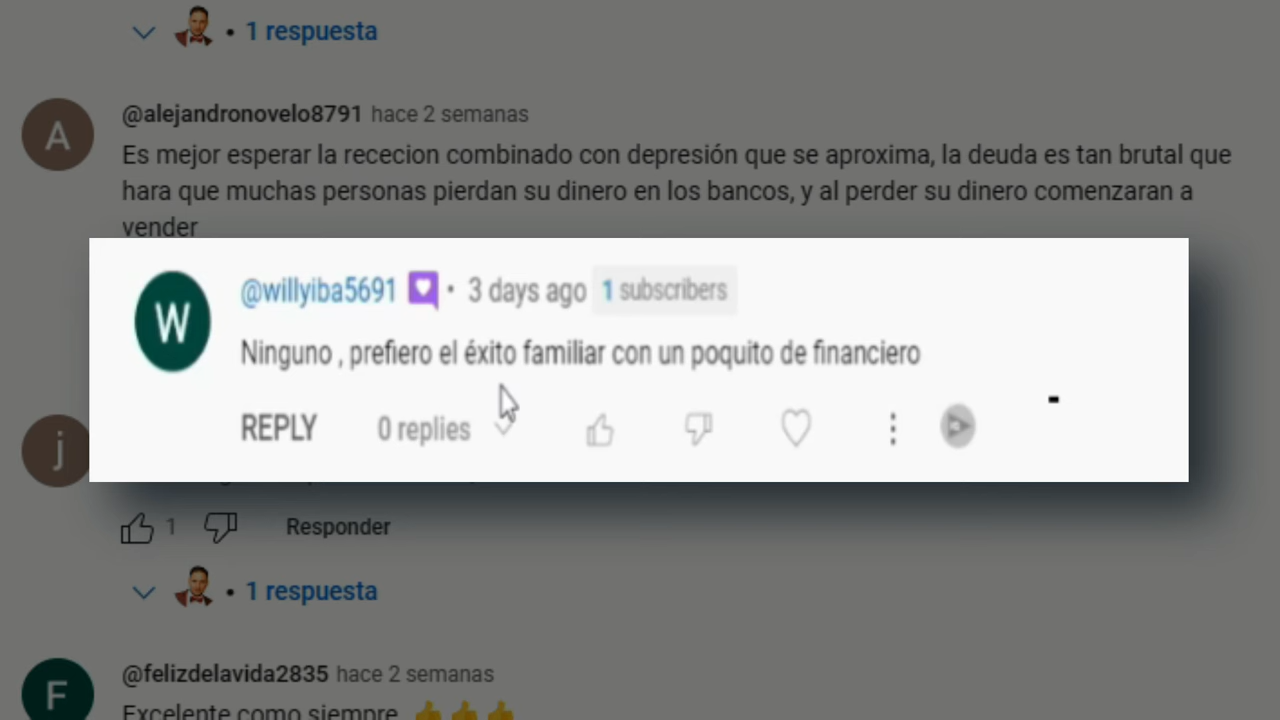 1 respuesta
A
@alejandronovelo8791 hace 2 semanas
Es mejor esperar la rececion combinado con depresión que se aproxima, la deuda es tan brutal que
hara que muchas personas pierdan su dinero en los bancos, y al perder su dinero comenzaran a
vender
W
@willyiba5691 • 3 days ago 1 subscribers
Ninguno , prefiero el éxito familiar con un poquito de financiero
REPLY 0 replies
j
1 Responder
1 respuesta
F
@felizdelavida2835 hace 2 semanas
Excelente como siempre